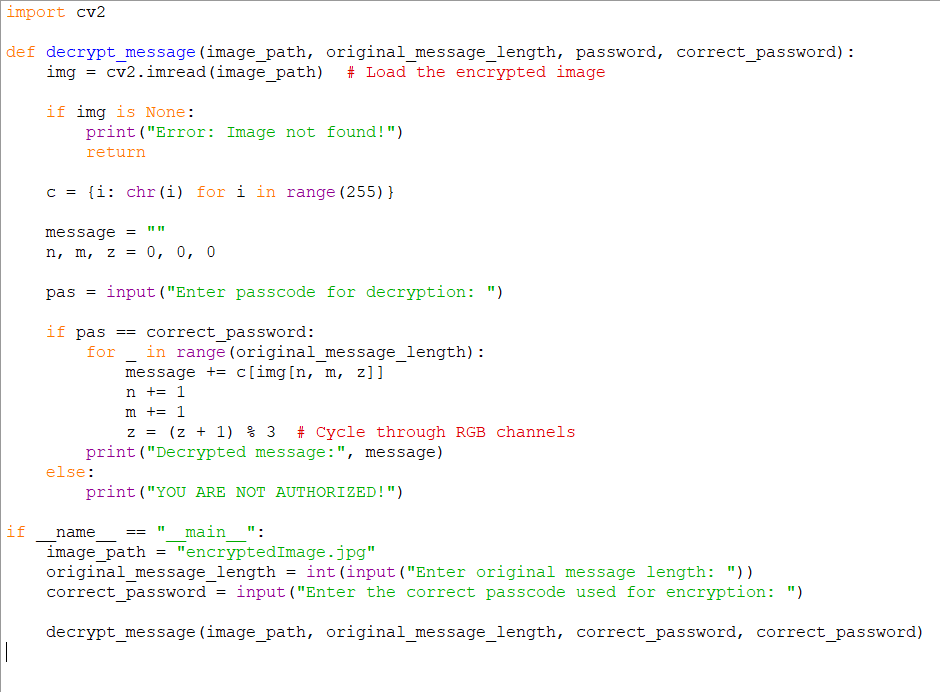 import cv2

def decrypt_message(image_path, original_message_length, password, correct_password):
    img = cv2.imread(image_path)  # Load the encrypted image

    if img is None:
        print("Error: Image not found!")
        return

    c = {i: chr(i) for i in range(255)}

    message = ""
    n, m, z = 0, 0, 0

    pas = input("Enter passcode for decryption: ")

    if pas == correct_password:
        for _ in range(original_message_length):
            message += c[img[n, m, z]]
            n += 1
            m += 1
            z = (z + 1) % 3  # Cycle through RGB channels
        print("Decrypted message:", message)
    else:
        print("YOU ARE NOT AUTHORIZED!")

if __name__ == "__main__":
    image_path = "encryptedImage.jpg"
    original_message_length = int(input("Enter original message length: "))
    correct_password = input("Enter the correct passcode used for encryption: ")

    decrypt_message(image_path, original_message_length, correct_password, correct_password)